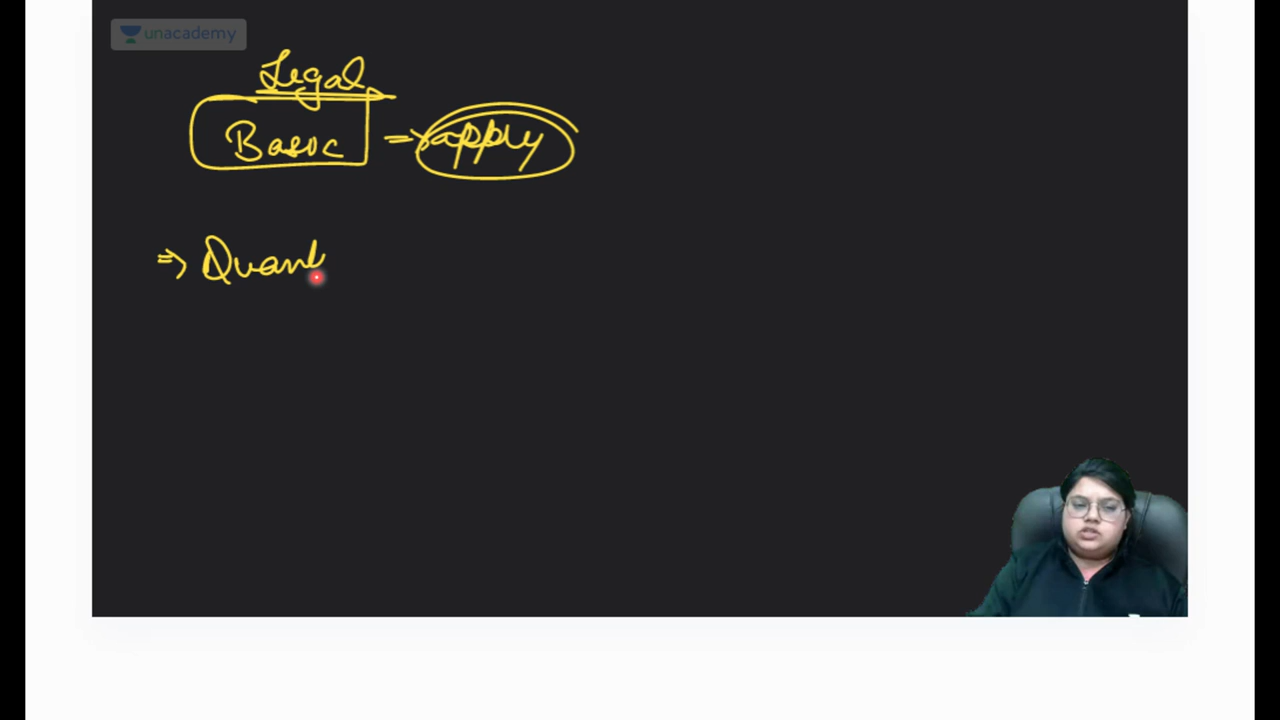 unacademy
Legal
Basic = apply
⇒ Quant